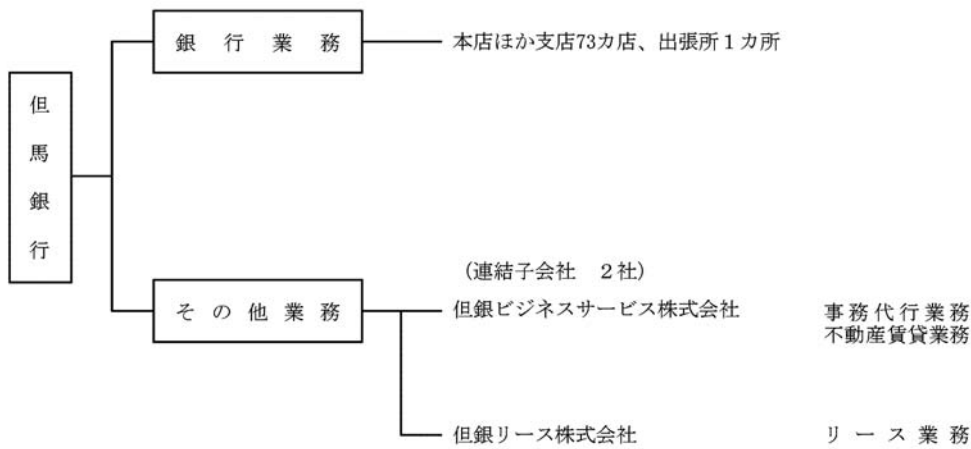 銀行業務
本店ほか支店73カ店、出張所1カ所
但馬銀行
(連結子会社 2社)
その他業務
但銀ビジネスサービス株式会社
事務代行業務
不動産賃貸業務
但銀リース株式会社
リース業務